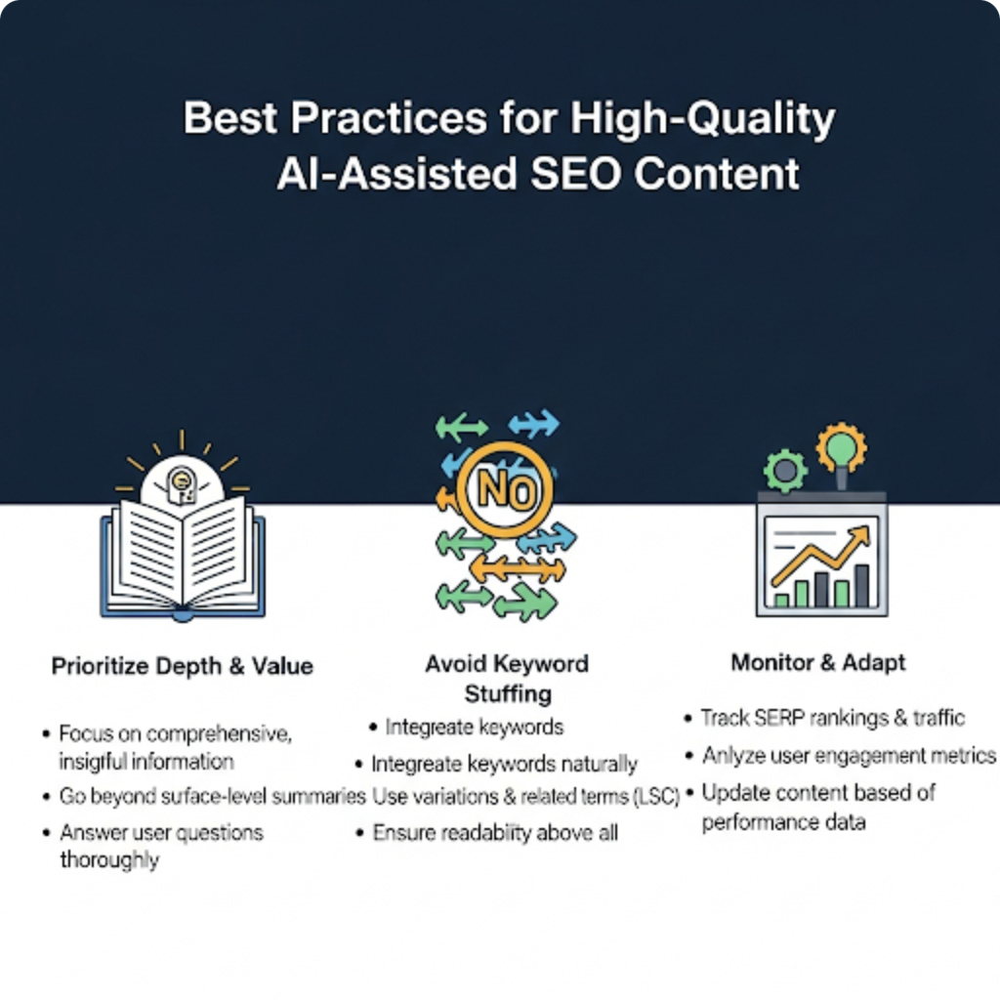 Best Practices for High-Quality
AI-Assisted SEO Content
No
Prioritize Depth & Value
• Focus on comprehensive,
insigtful information
• Go beyond surface-level summaries
• Answer user questions
thoroughly
Avoid Keyword
Stuffing
• Integreate keywords
• Integreate keywords naturally
Use variations & related terms (LSC)
• Ensure readability above all
Monitor & Adapt
• Track SERP rankings & traffic
• Anlyze user engagement metrics
• Update content based of
performance data